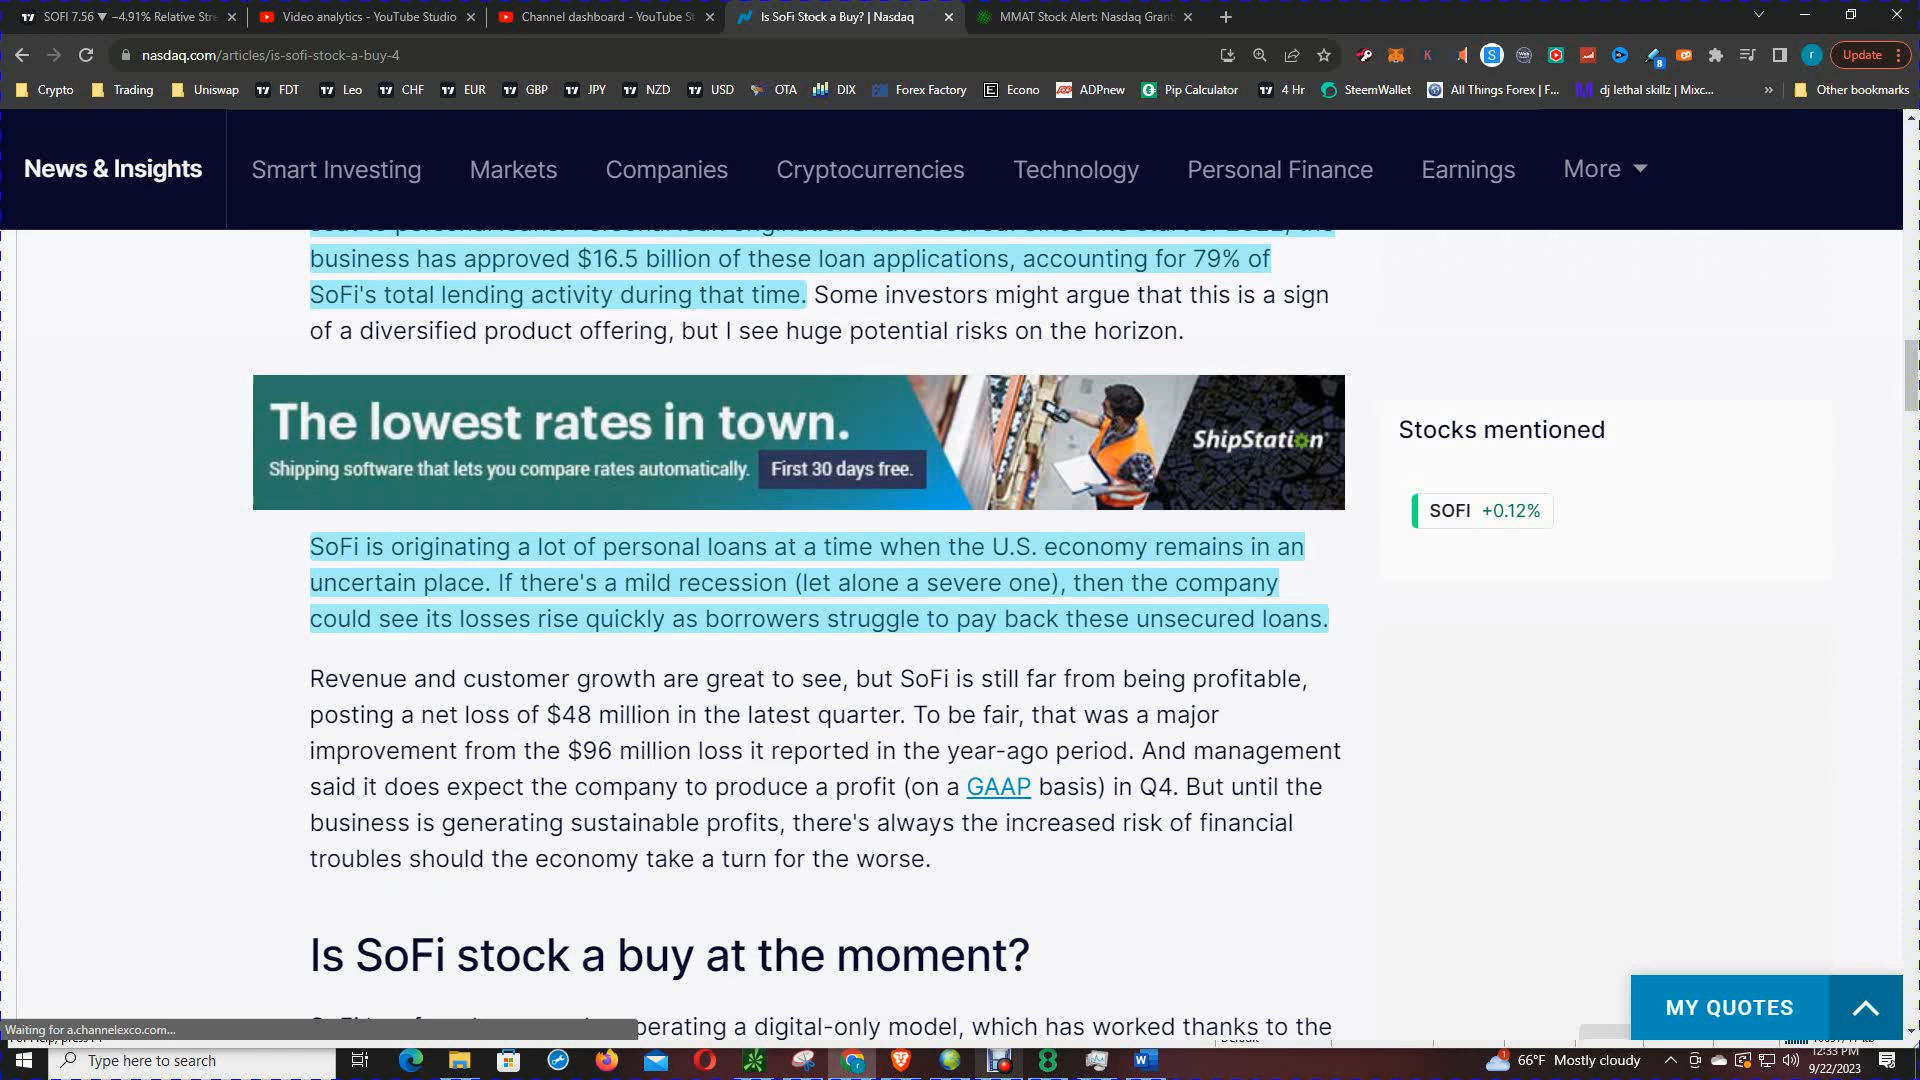 SOFI 7.56 ▼ −4.91% Relative Stre
Video analytics - YouTube Studio
Channel dashboard - YouTube St
Is SoFi Stock a Buy? | Nasdaq
MMAT Stock Alert: Nasdaq Grant
nasdaq.com/articles/is-sofi-stock-a-buy-4
Update
Crypto
Trading
Uniswap
FDT
Leo
CHF
EUR
GBP
JPY
NZD
USD
OTA
DIX
Forex Factory
Econo
ADPnew
Pip Calculator
4 Hr
SteemWallet
All Things Forex | F...
dj lethal skillz | Mixc...
»
Other bookmarks
News & Insights
Smart Investing
Markets
Companies
Cryptocurrencies
Technology
Personal Finance
Earnings
More
business has approved $16.5 billion of these loan applications, accounting for 79% of
SoFi's total lending activity during that time. Some investors might argue that this is a sign
of a diversified product offering, but I see huge potential risks on the horizon.
The lowest rates in town.
Shipping software that lets you compare rates automatically. First 30 days free.
ShipStation
Stocks mentioned
SOFI +0.12%
SoFi is originating a lot of personal loans at a time when the U.S. economy remains in an
uncertain place. If there's a mild recession (let alone a severe one), then the company
could see its losses rise quickly as borrowers struggle to pay back these unsecured loans.
Revenue and customer growth are great to see, but SoFi is still far from being profitable,
posting a net loss of $48 million in the latest quarter. To be fair, that was a major
improvement from the $96 million loss it reported in the year-ago period. And management
said it does expect the company to produce a profit (on a GAAP basis) in Q4. But until the
business is generating sustainable profits, there's always the increased risk of financial
troubles should the economy take a turn for the worse.
Is SoFi stock a buy at the moment?
MY QUOTES
perating a digital-only model, which has worked thanks to the
Waiting for a.channelexco.com...
Type here to search
66°F Mostly cloudy
12:33 PM
9/22/2023